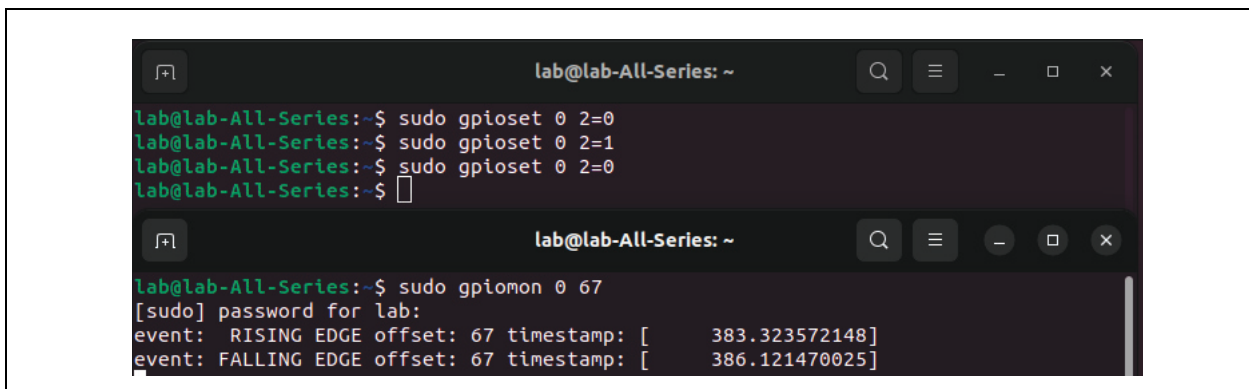 lab@lab-All-Series: ~
lab@lab-All-Series:~$ sudo gpioset 0 2=0
lab@lab-All-Series:~$ sudo gpioset 0 2=1
lab@lab-All-Series:~$ sudo gpioset 0 2=0
lab@lab-All-Series:~$
lab@lab-All-Series: ~
lab@lab-All-Series:~$ sudo gpiomon 0 67
[sudo] password for lab:
event:  RISING EDGE offset: 67 timestamp: [     383.323572148]
event: FALLING EDGE offset: 67 timestamp: [     386.121470025]